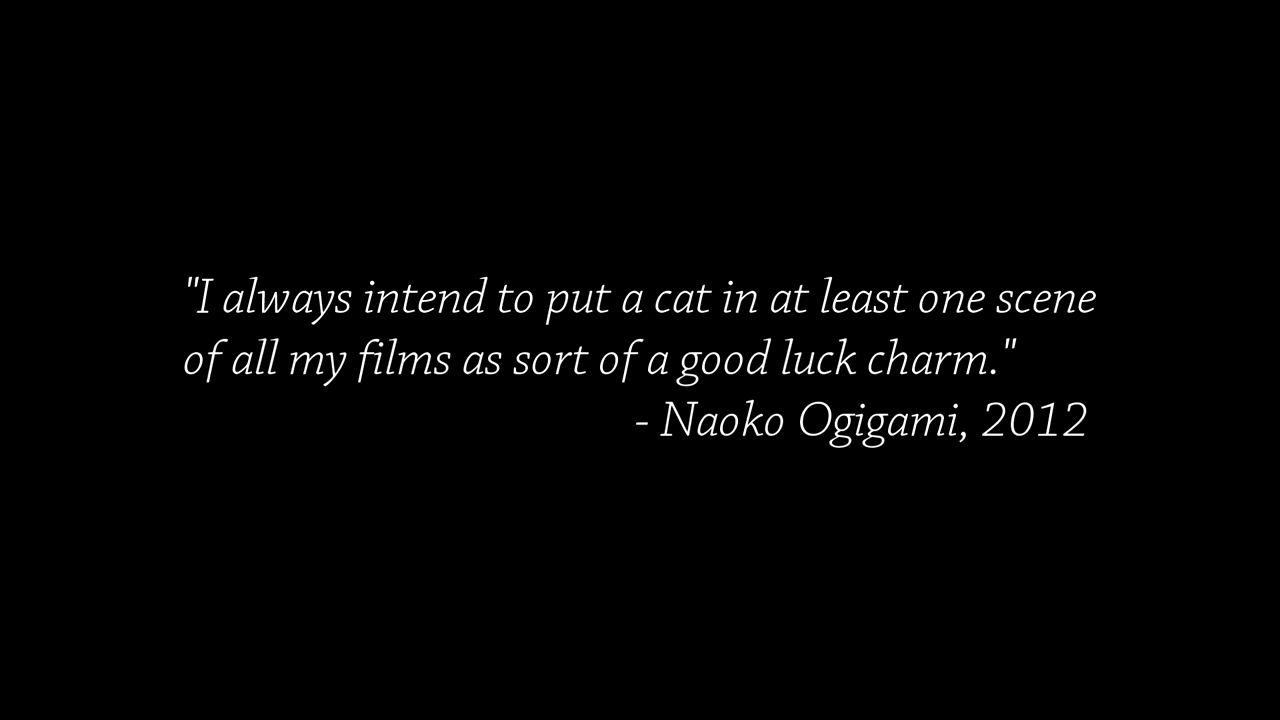 "I always intend to put a cat in at least one scene
of all my films as sort of a good luck charm."
- Naoko Ogigami, 2012